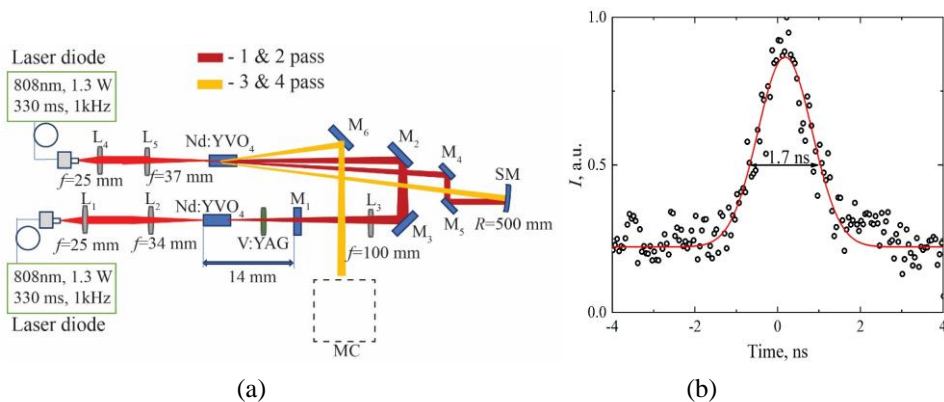 - 1 & 2 pass
- 3 & 4 pass
Laser diode
808nm, 1.3 W
330 ms, 1kHz
L₄
L₅
Nd:YVO₄
M₆
M₂
M₄
SM
f=25 mm
f=37 mm
L₁
L₂
Nd:YVO₄
M₁
L₃
M₃
M₅
R=500 mm
f=25 mm
f=34 mm
V:YAG
f=100 mm
808nm, 1.3 W
330 ms, 1kHz
14 mm
Laser diode
MC
(a)
I, a.u.
1.0
0.5
0.0
1.7 ns
-4
-2
0
2
4
Time, ns
(b)